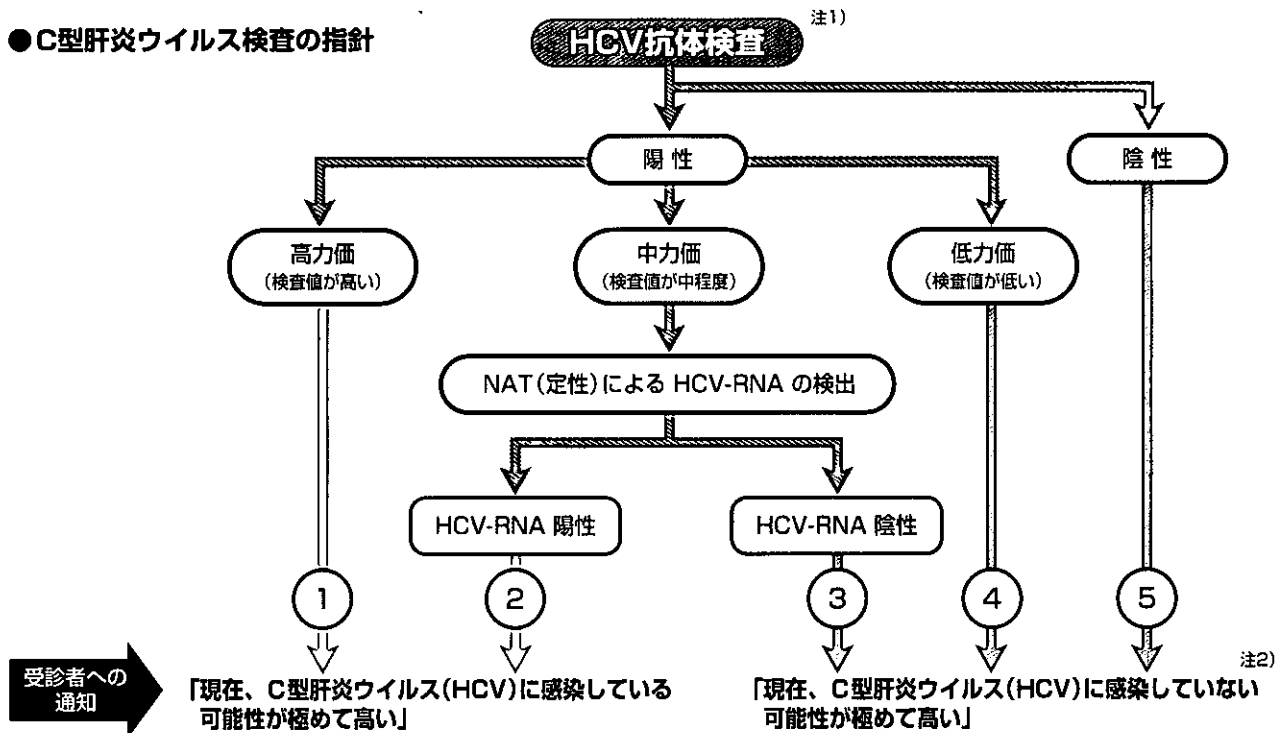 ●C型肝炎ウイルス検査の指針
HCV抗体検査
注1)
陽 性
陰 性
高力価
(検査値が高い)
中力価
(検査値が中程度)
低力価
(検査値が低い)
NAT(定性)による HCV-RNA の検出
HCV-RNA 陽性
HCV-RNA 陰性
1
2
3
4
5
受診者への
通知
「現在、C型肝炎ウイルス(HCV)に感染している
可能性が極めて高い」
注2)
「現在、C型肝炎ウイルス(HCV)に感染していない
可能性が極めて高い」